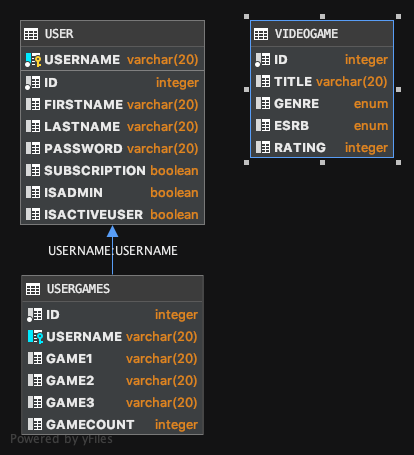 USER
USERNAME varchar(20)
ID integer
FIRSTNAME varchar(20)
LASTNAME varchar(20)
PASSWORD varchar(20)
SUBSCRIPTION boolean
ISADMIN boolean
ISACTIVEUSER boolean
VIDEOGAME
ID integer
TITLE varchar(20)
GENRE enum
ESRB enum
RATING integer
USERNAME:USERNAME
USERGAMES
ID integer
USERNAME varchar(20)
GAME1 varchar(20)
GAME2 varchar(20)
GAME3 varchar(20)
GAMECOUNT integer
Powered by yFiles